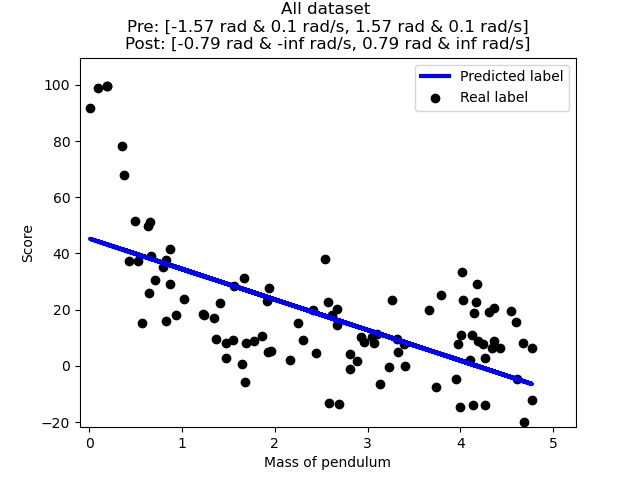 All dataset
Pre: [-1.57 rad & 0.1 rad/s, 1.57 rad & 0.1 rad/s]
Post: [-0.79 rad & -inf rad/s, 0.79 rad & inf rad/s]
Predicted label
Real label
Score
100
80
60
40
20
0
−20
0 1 2 3 4 5
Mass of pendulum